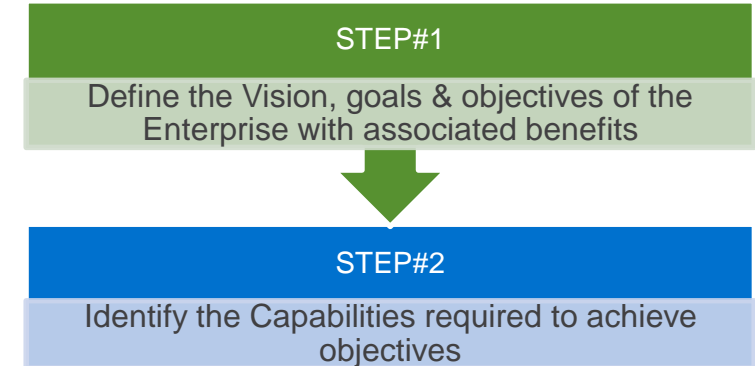 STEP#1
Define the Vision, goals & objectives of the
Enterprise with associated benefits
STEP#2
Identify the Capabilities required to achieve
objectives